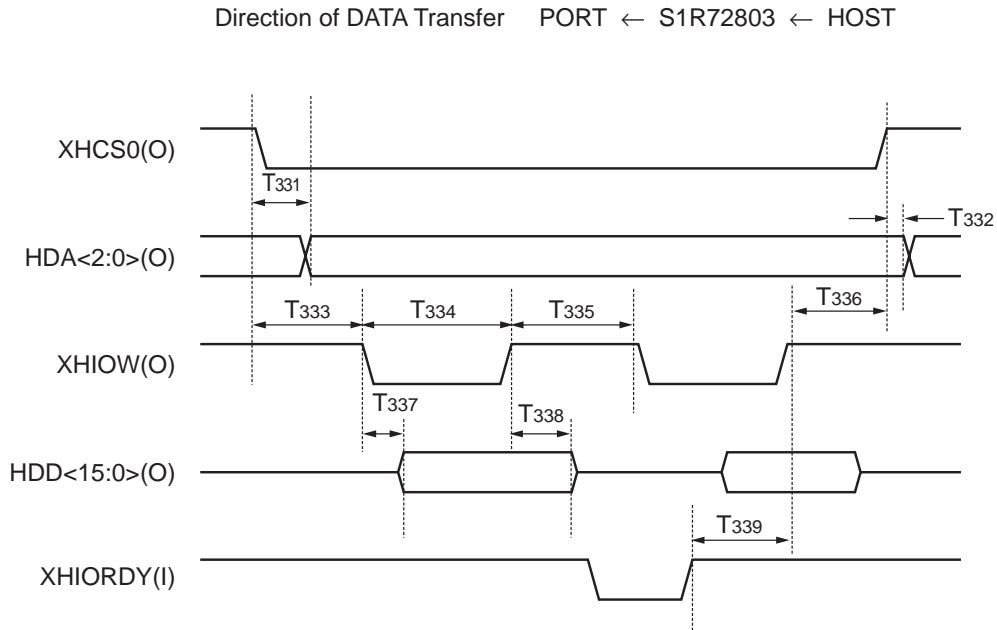 Direction of DATA Transfer PORT ← S1R72803 ← HOST
XHCS0(O)
T331
T332
HDA<2:0>(O)
T333 T334 T335 T336
XHIOW(O)
T337 T338
HDD<15:0>(O)
T339
XHIORDY(I)